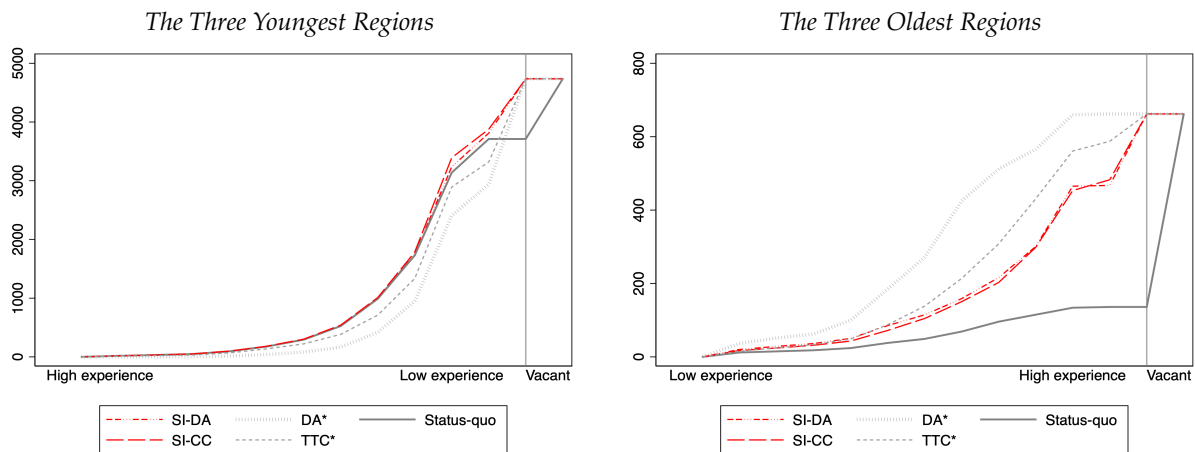 The Three Youngest Regions
5000
4000
3000
2000
1000
0
High experience Low experience Vacant
SI-DA DA* Status-quo
SI-CC TTC*
The Three Oldest Regions
800
600
400
200
0
Low experience High experience Vacant
SI-DA DA* Status-quo
SI-CC TTC*